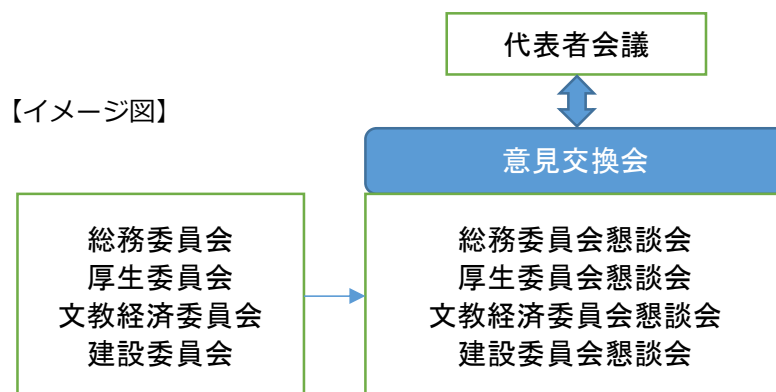 代表者会議
【イメージ図】
意見交換会
総務委員会
厚生委員会
文教経済委員会
建設委員会
総務委員会懇談会
厚生委員会懇談会
文教経済委員会懇談会
建設委員会懇談会